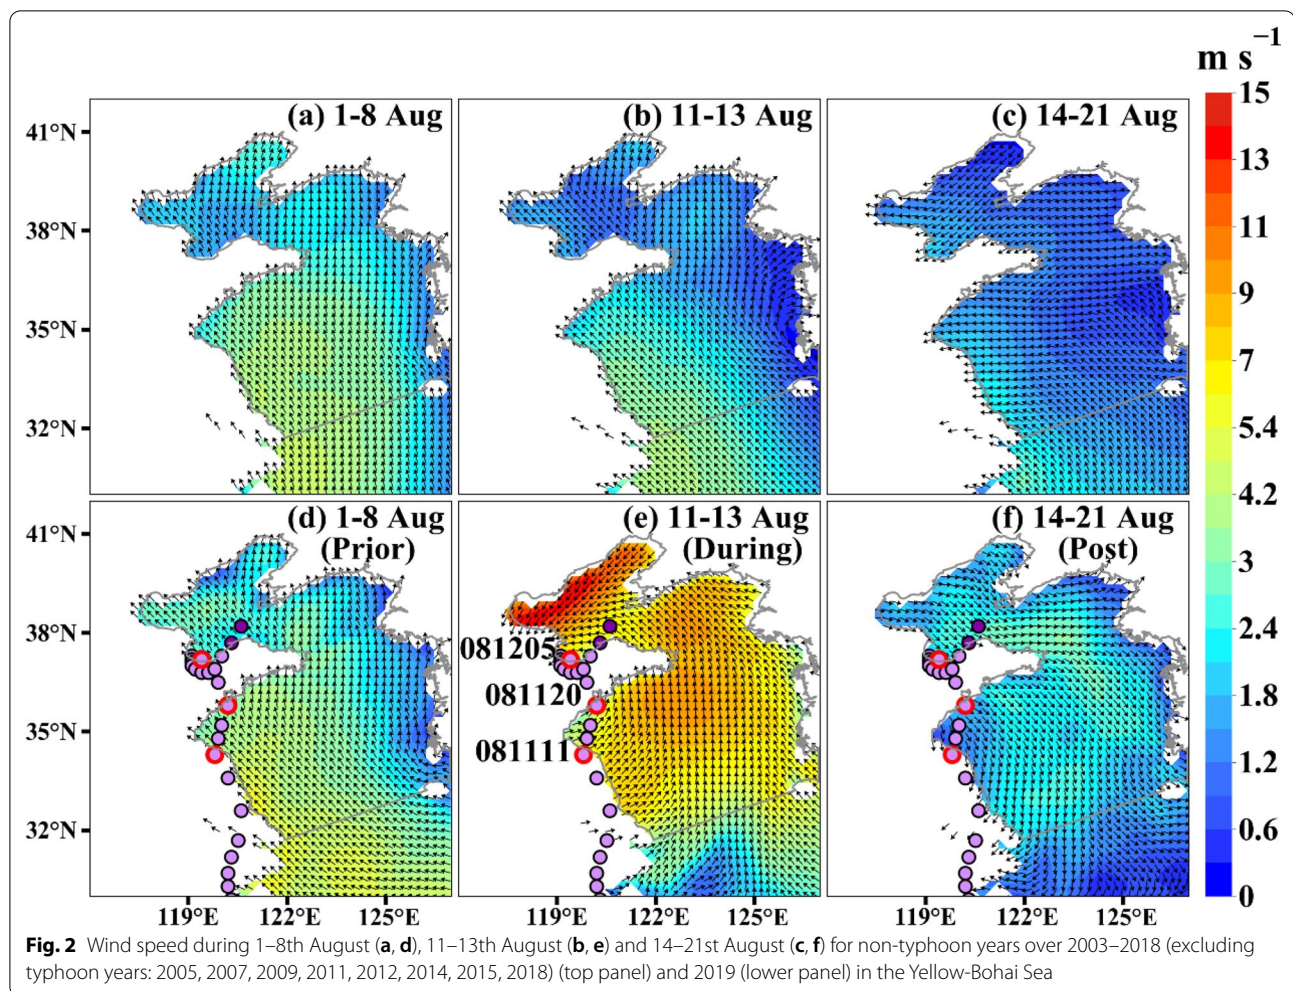 m s⁻¹
(a) 1-8 Aug
(b) 11-13 Aug
(c) 14-21 Aug
41°N
38°N
35°N
32°N
(d) 1-8 Aug
(Prior)
(e) 11-13 Aug
(During)
(f) 14-21 Aug
(Post)
41°N
38°N
35°N
32°N
081205
081120
081111
119°E
122°E
125°E
119°E
122°E
125°E
119°E
122°E
125°E
15
13
11
9
7
5.4
4.2
3
2.4
1.8
1.2
0.6
0
Fig. 2 Wind speed during 1–8th August (a, d), 11–13th August (b, e) and 14–21st August (c, f) for non-typhoon years over 2003–2018 (excluding
typhoon years: 2005, 2007, 2009, 2011, 2012, 2014, 2015, 2018) (top panel) and 2019 (lower panel) in the Yellow-Bohai Sea